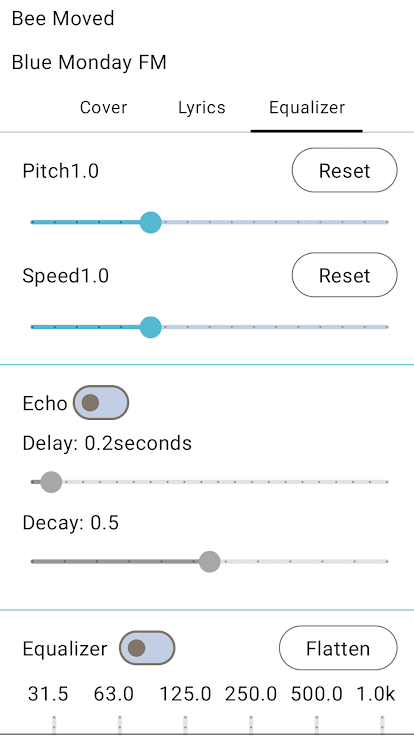 Bee Moved
Blue Monday FM
Cover Lyrics Equalizer
Pitch1.0 Reset
Speed1.0 Reset
Echo
Delay: 0.2seconds
Decay: 0.5
Equalizer Flatten
31.5 63.0 125.0 250.0 500.0 1.0k